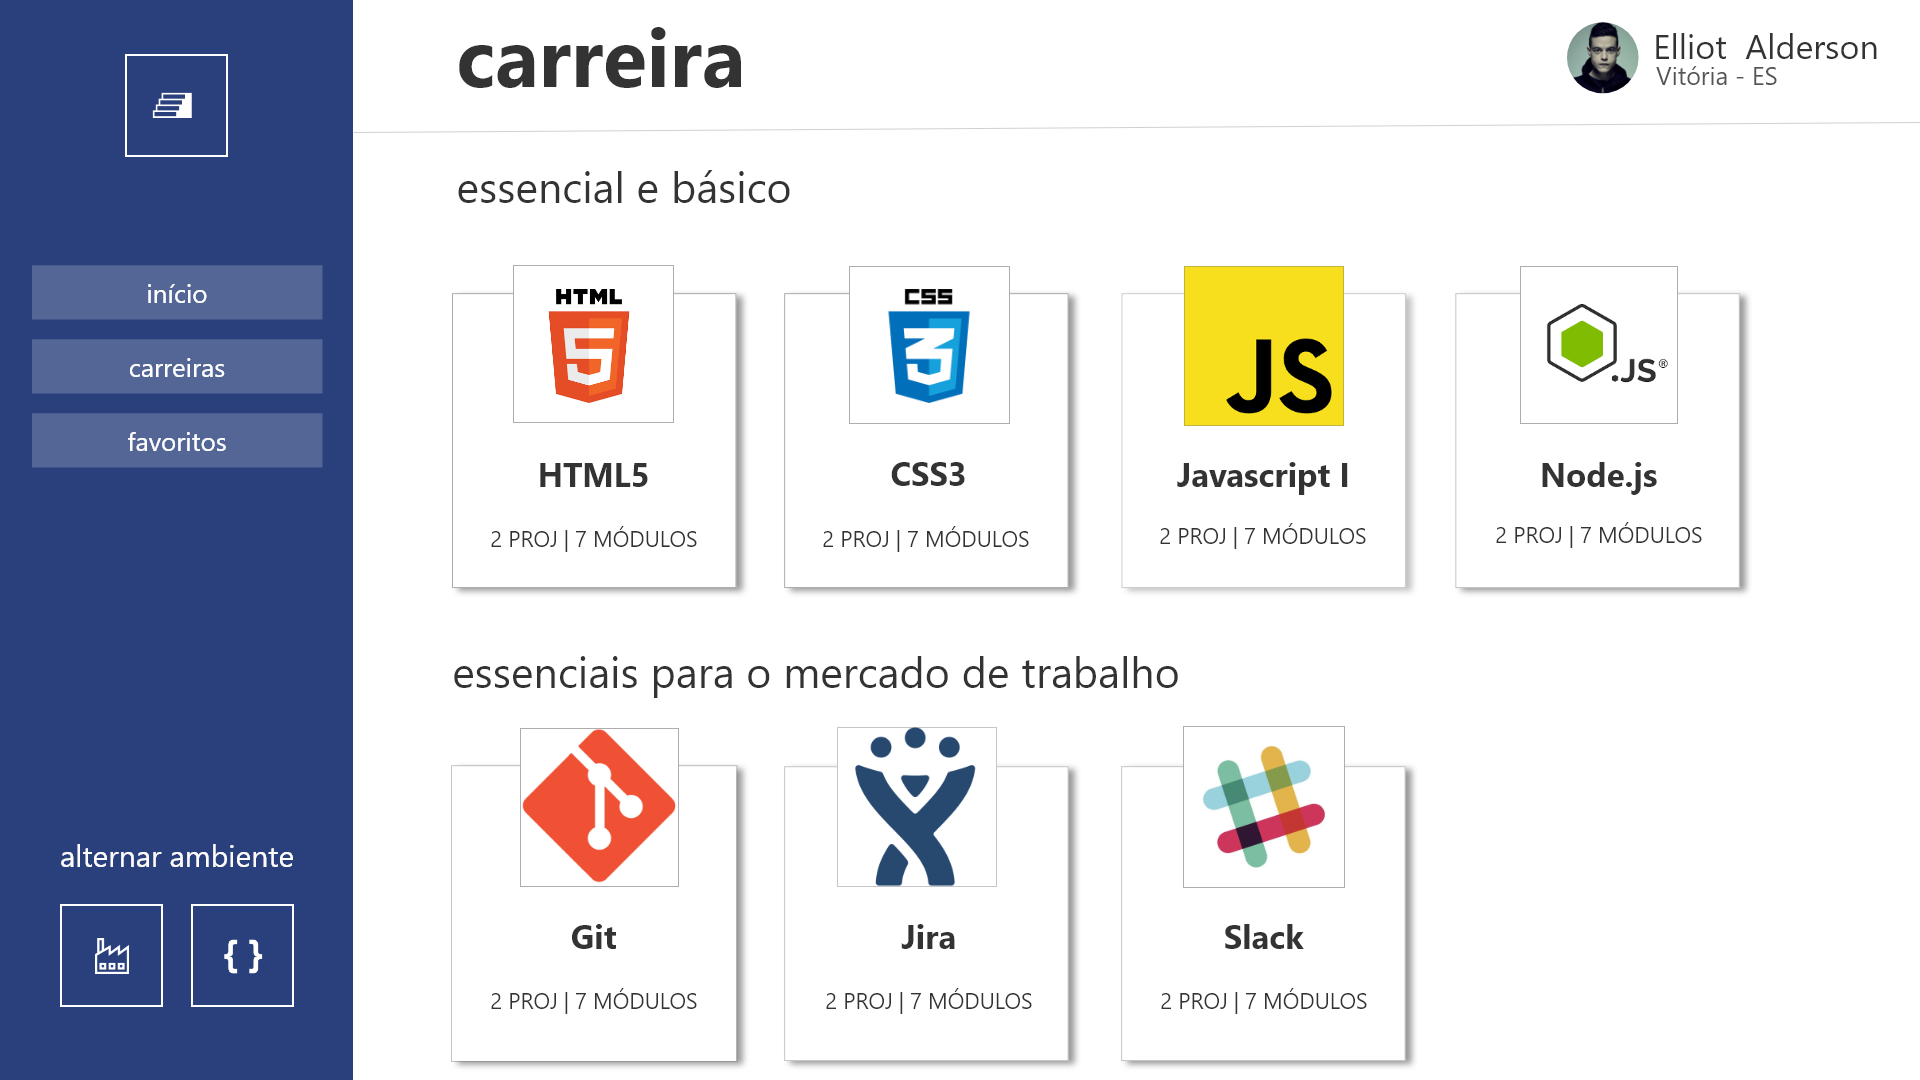 carreira
Elliot Alderson
Vitória - ES
início
carreiras
favoritos
alternar ambiente
{ }
essencial e básico
HTML
5
HTML5
2 PROJ | 7 MÓDULOS
CSS
3
CSS3
2 PROJ | 7 MÓDULOS
JS
Javascript I
2 PROJ | 7 MÓDULOS
.JS®
Node.js
2 PROJ | 7 MÓDULOS
essenciais para o mercado de trabalho
Git
2 PROJ | 7 MÓDULOS
Jira
2 PROJ | 7 MÓDULOS
Slack
2 PROJ | 7 MÓDULOS